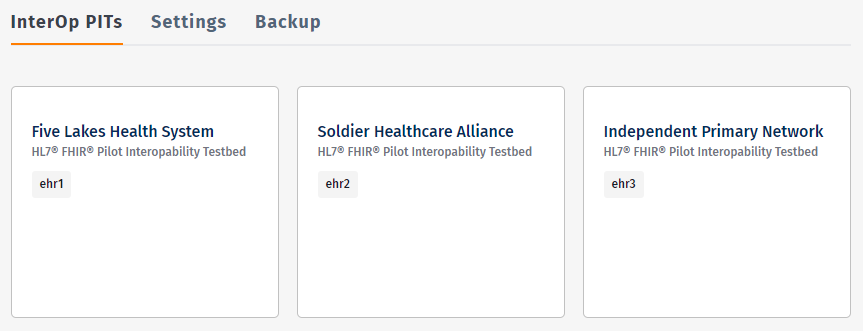 InterOp PITs Settings Backup
Five Lakes Health System
HL7® FHIR® Pilot Interopability Testbed
ehr1
Soldier Healthcare Alliance
HL7® FHIR® Pilot Interopability Testbed
ehr2
Independent Primary Network
HL7® FHIR® Pilot Interopability Testbed
ehr3